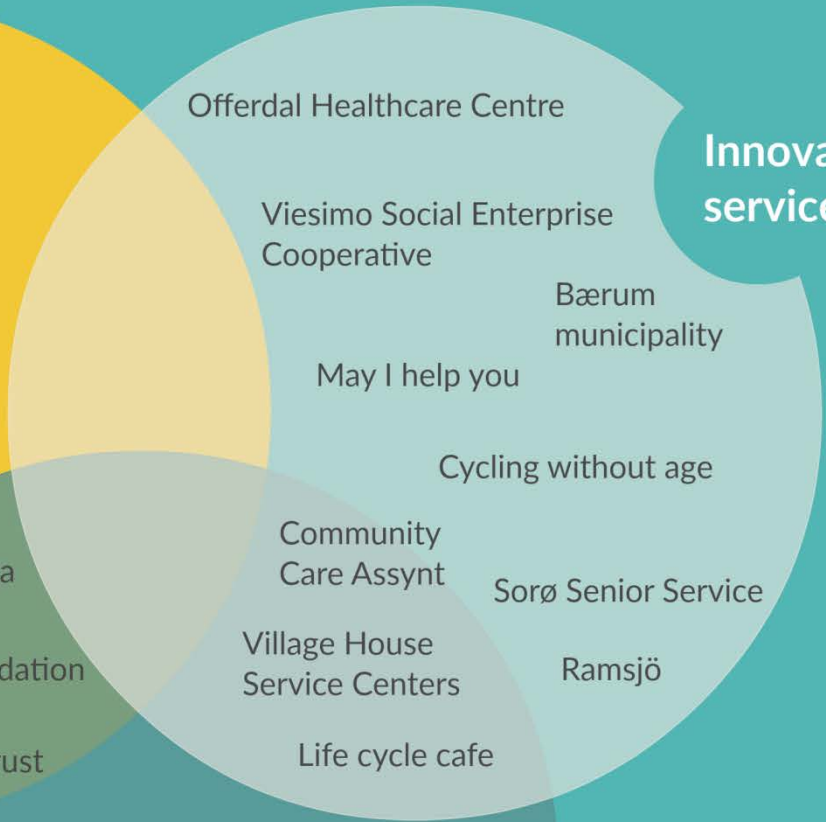 Offerdal Healthcare Centre
Innova
service
Viesimo Social Enterprise
Cooperative
Bærum
municipality
May I help you
Cycling without age
Community
Care Assynt
a
Sorø Senior Service
Village House
Service Centers
dation
Ramsjö
Life cycle cafe
rust